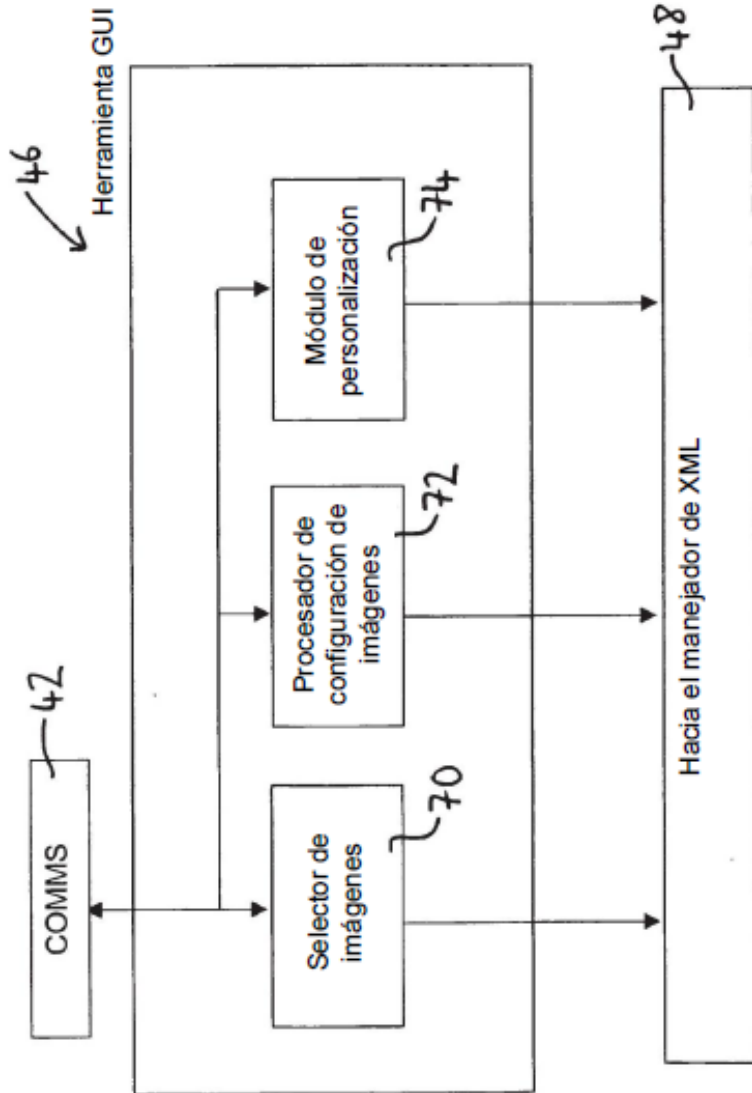 46
Herramienta GUI
COMMS
42
Selector de
imágenes
70
Procesador de
configuración de
imágenes
72
Módulo de
personalización
74
Hacia el manejador de XML
48